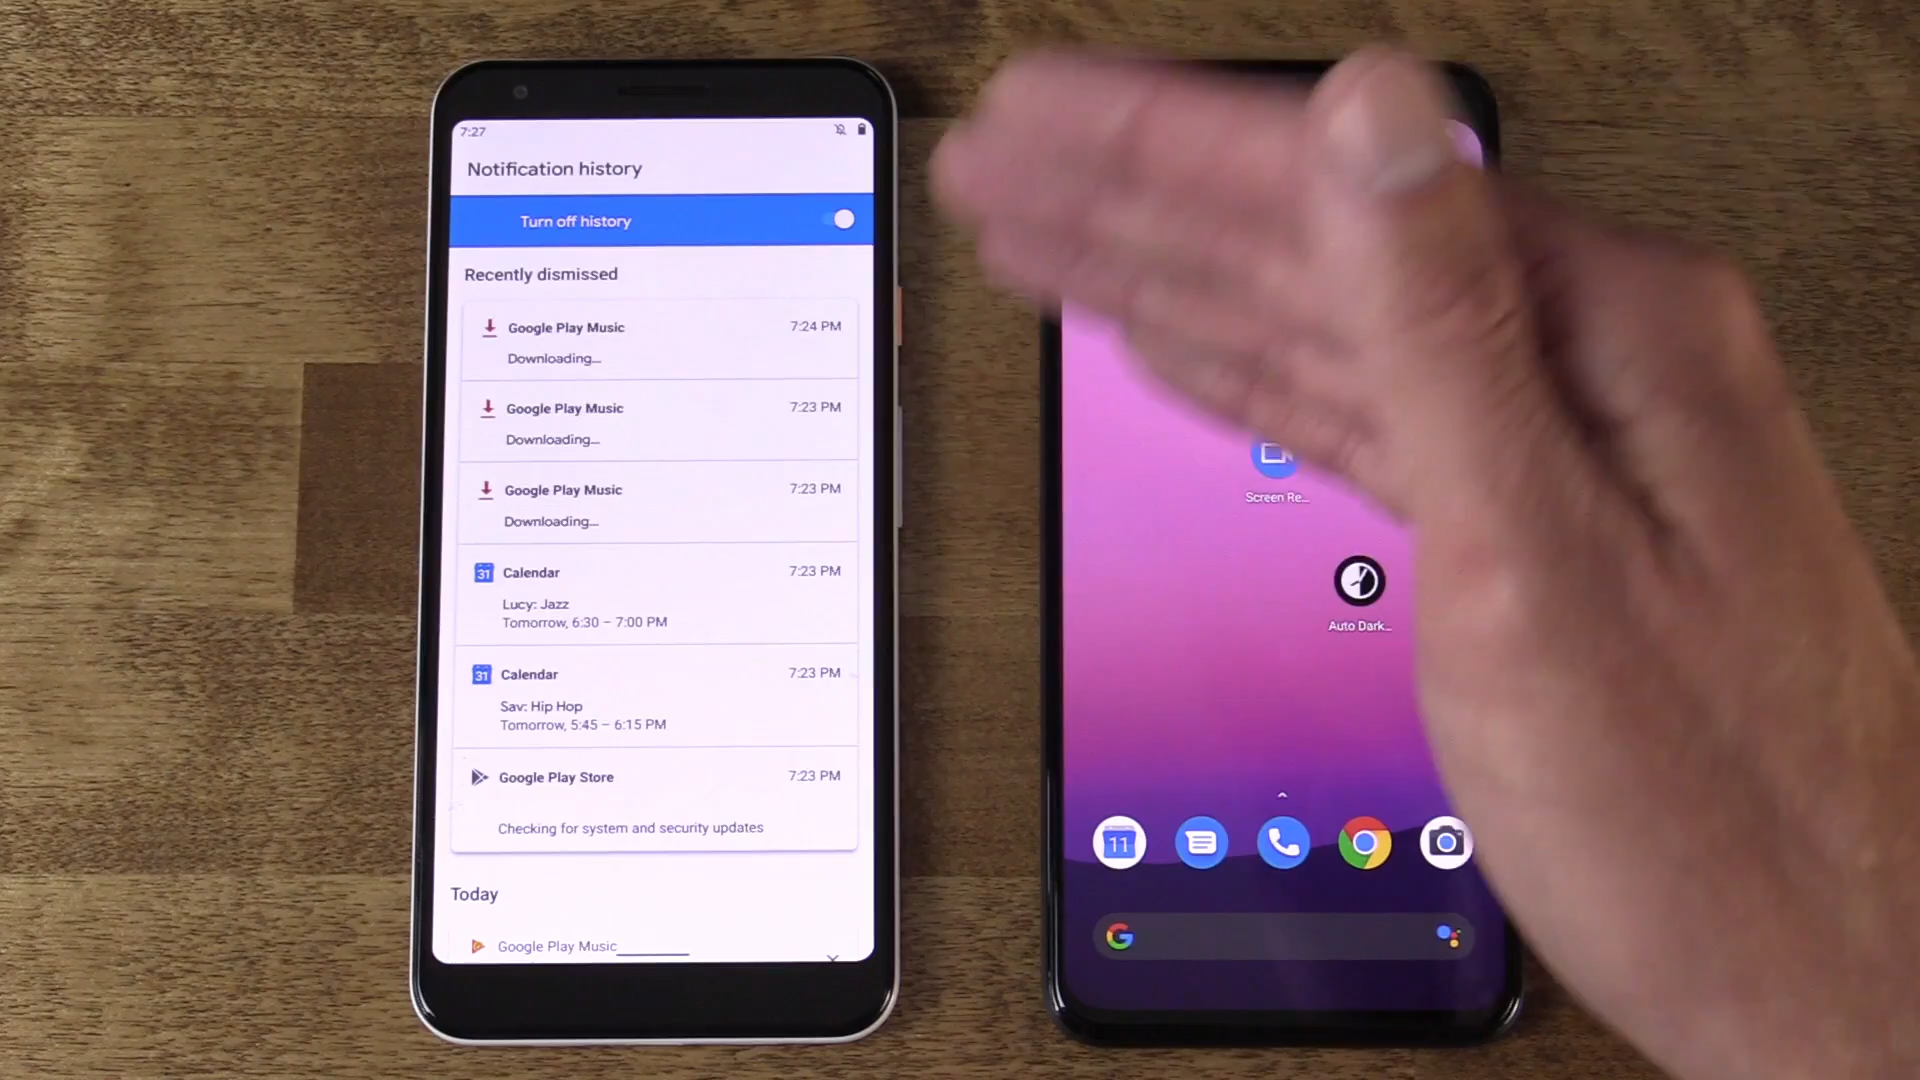 7:27
Notification history
Turn off history
Recently dismissed
Google Play Music 7:24 PM
Downloading...
Google Play Music 7:23 PM
Downloading...
Google Play Music 7:23 PM
Downloading...
31 Calendar 7:23 PM
Lucy: Jazz
Tomorrow, 6:30 – 7:00 PM
31 Calendar 7:23 PM
Sav: Hip Hop
Tomorrow, 5:45 – 6:15 PM
Google Play Store 7:23 PM
Checking for system and security updates
Today
Google Play Music
Screen Re...
Auto Dark...
11
G